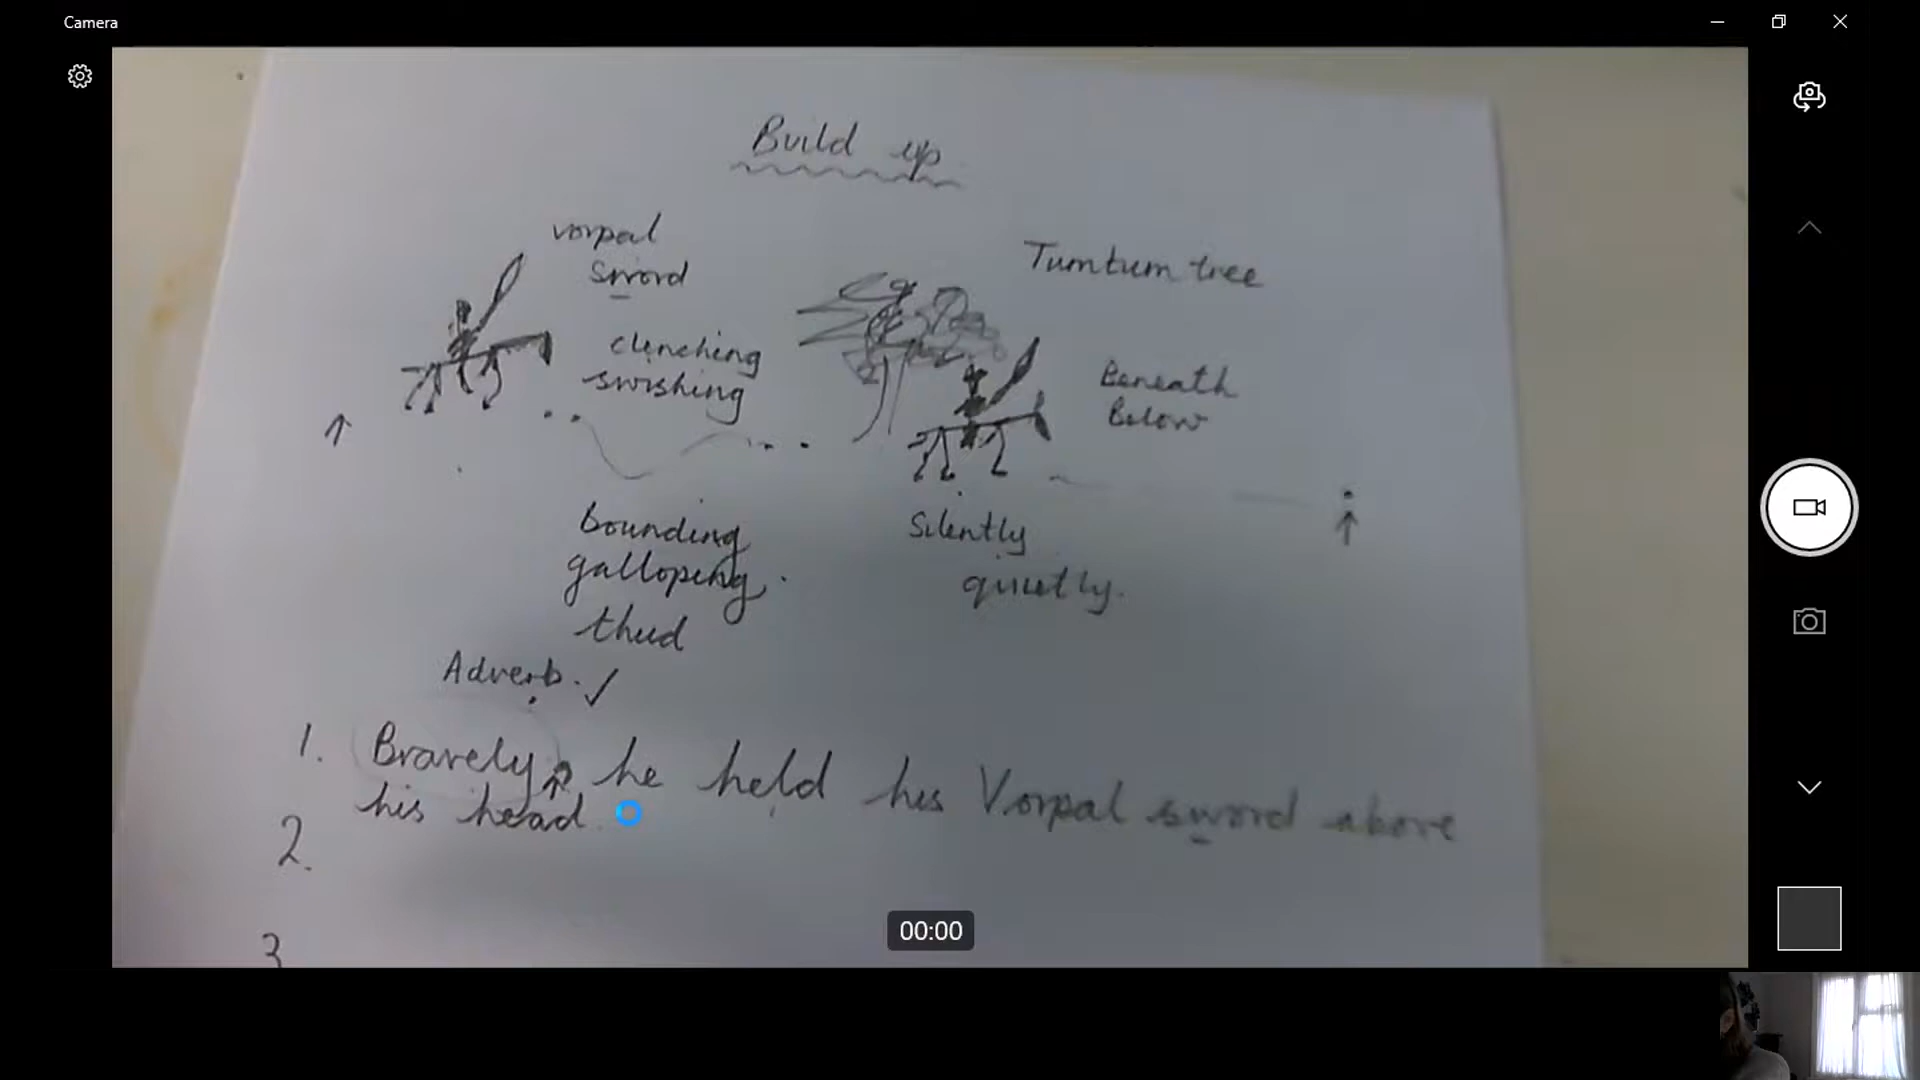 Camera
Build up
vorpal
sword
Tumtum tree
clenching
swishing
Beneath
Below
bounding
galloping.
thud
Silently
quietly.
Adverb. ✓
1. Bravely, he held his Vorpal sword above
his head.
2.
3
00:00